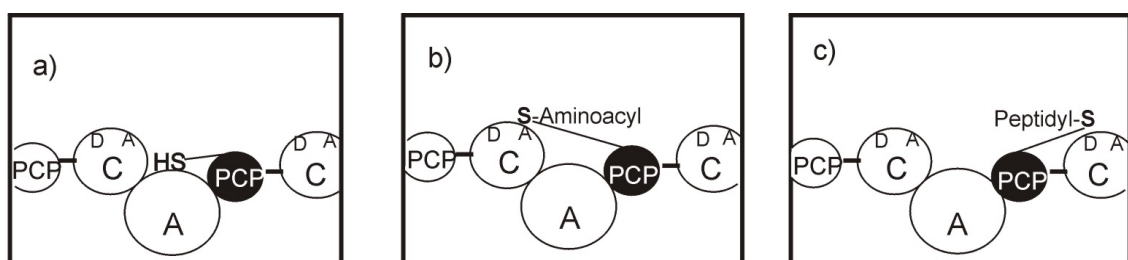 a)
D A
HS
PCP
C
PCP
D A
C
A
b)
S-Aminoacyl
D A
PCP
C
PCP
D A
C
A
c)
Peptidyl-S
D A
PCP
C
PCP
D A
C
A